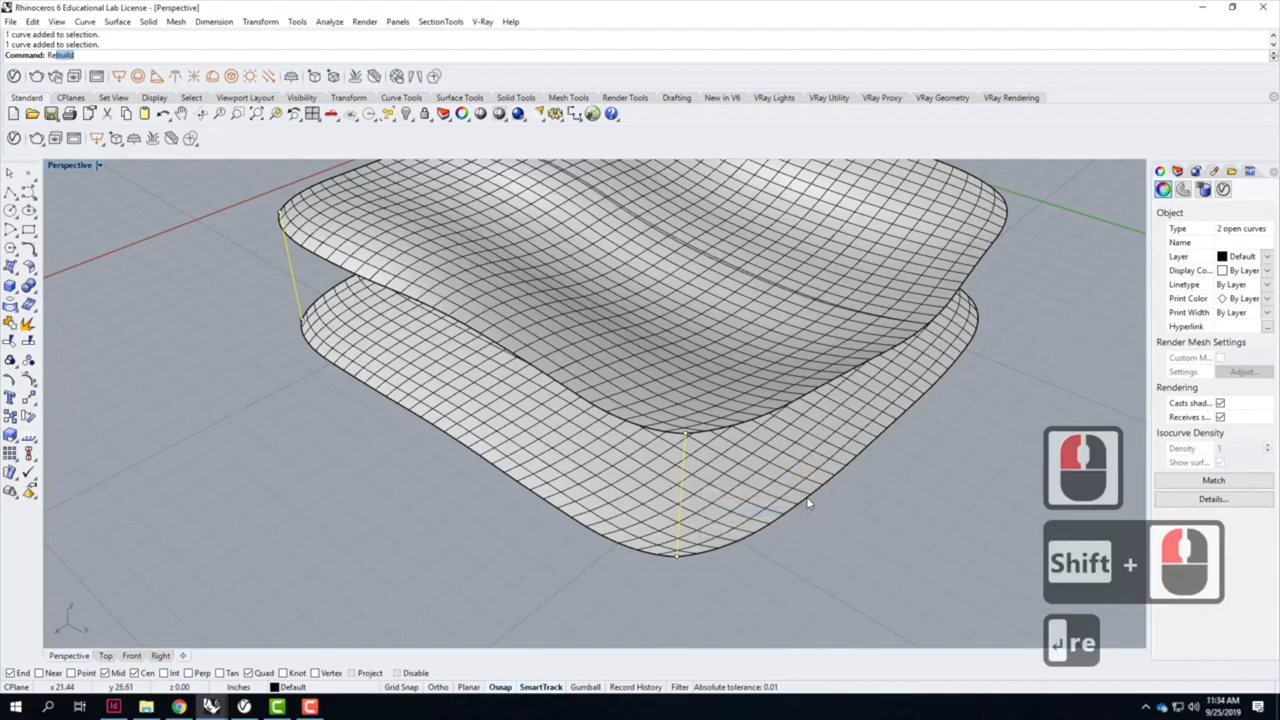 Rhinoceros 6 Educational Lab License - [Perspective]
File Edit View Curve Surface Solid Mesh Dimension Transform Tools Analyze Render Panels SectionTools V-Ray Help
1 curve added to selection.
1 curve added to selection.
Command: Rebuild
Standard CPlanes Set View Display Select Viewport Layout Visibility Transform Curve Tools Surface Tools Solid Tools Mesh Tools Render Tools Drafting New in V6 VRay Lights VRay Utility VRay Proxy VRay Geometry VRay Rendering
Perspective
Object
Type 2 open curves
Name
Layer Default
Display Co... By Layer
Linetype By Layer
Print Color By Layer
Print Width By Layer
Hyperlink ...
Render Mesh Settings
Custom M...
Settings Adjust...
Rendering
Casts shad...
Receives s...
Isocurve Density
Density 1
Show surf...
Match
Details...
Shift +
re
z
x y
Perspective Top Front Right
End Near Point Mid Cen Int Perp Tan Quad Knot Vertex Project Disable
CPlane x 21.44 y 26.61 z 0.00 Inches Default Grid Snap Ortho Planar Osnap SmartTrack Gumball Record History Filter Absolute tolerance: 0.01
11:34 AM
9/25/2019